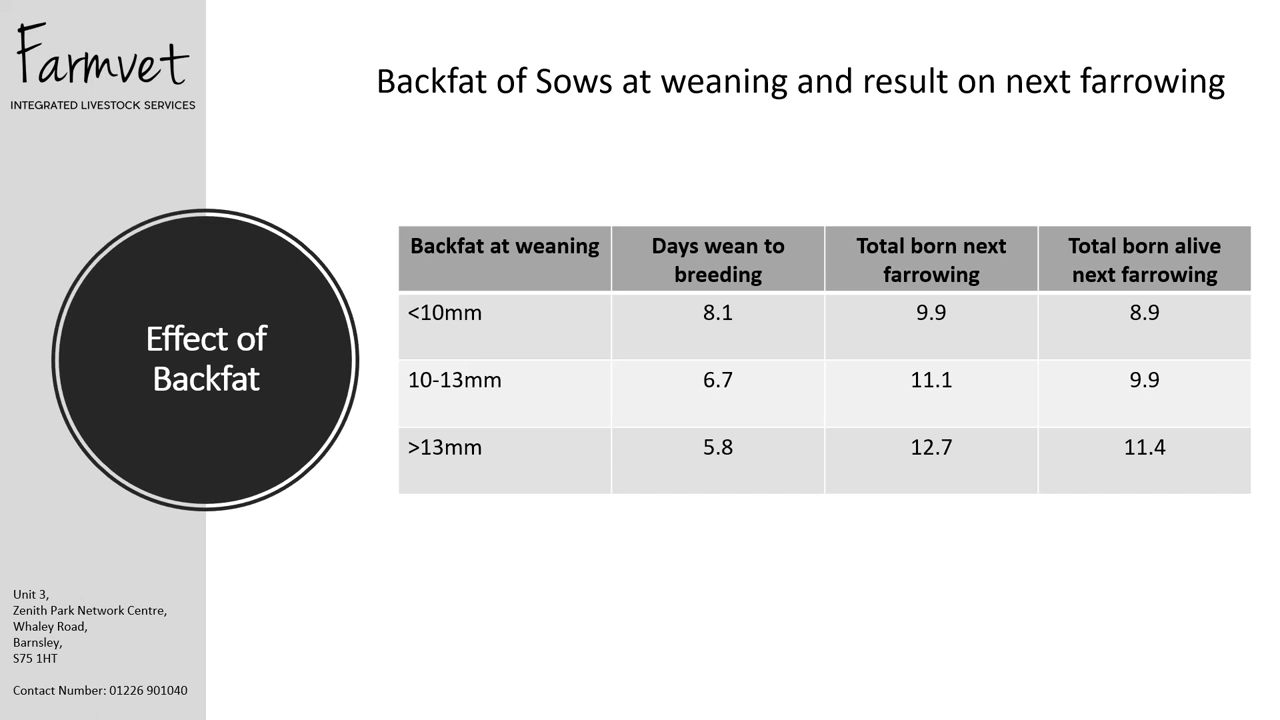 Farmvet
INTEGRATED LIVESTOCK SERVICES
Backfat of Sows at weaning and result on next farrowing
Effect of
Backfat
Backfat at weaning
Days wean to
breeding
Total born next
farrowing
Total born alive
next farrowing
<10mm 8.1 9.9 8.9
10-13mm 6.7 11.1 9.9
>13mm 5.8 12.7 11.4
Unit 3,
Zenith Park Network Centre,
Whaley Road,
Barnsley,
S75 1HT
Contact Number: 01226 901040